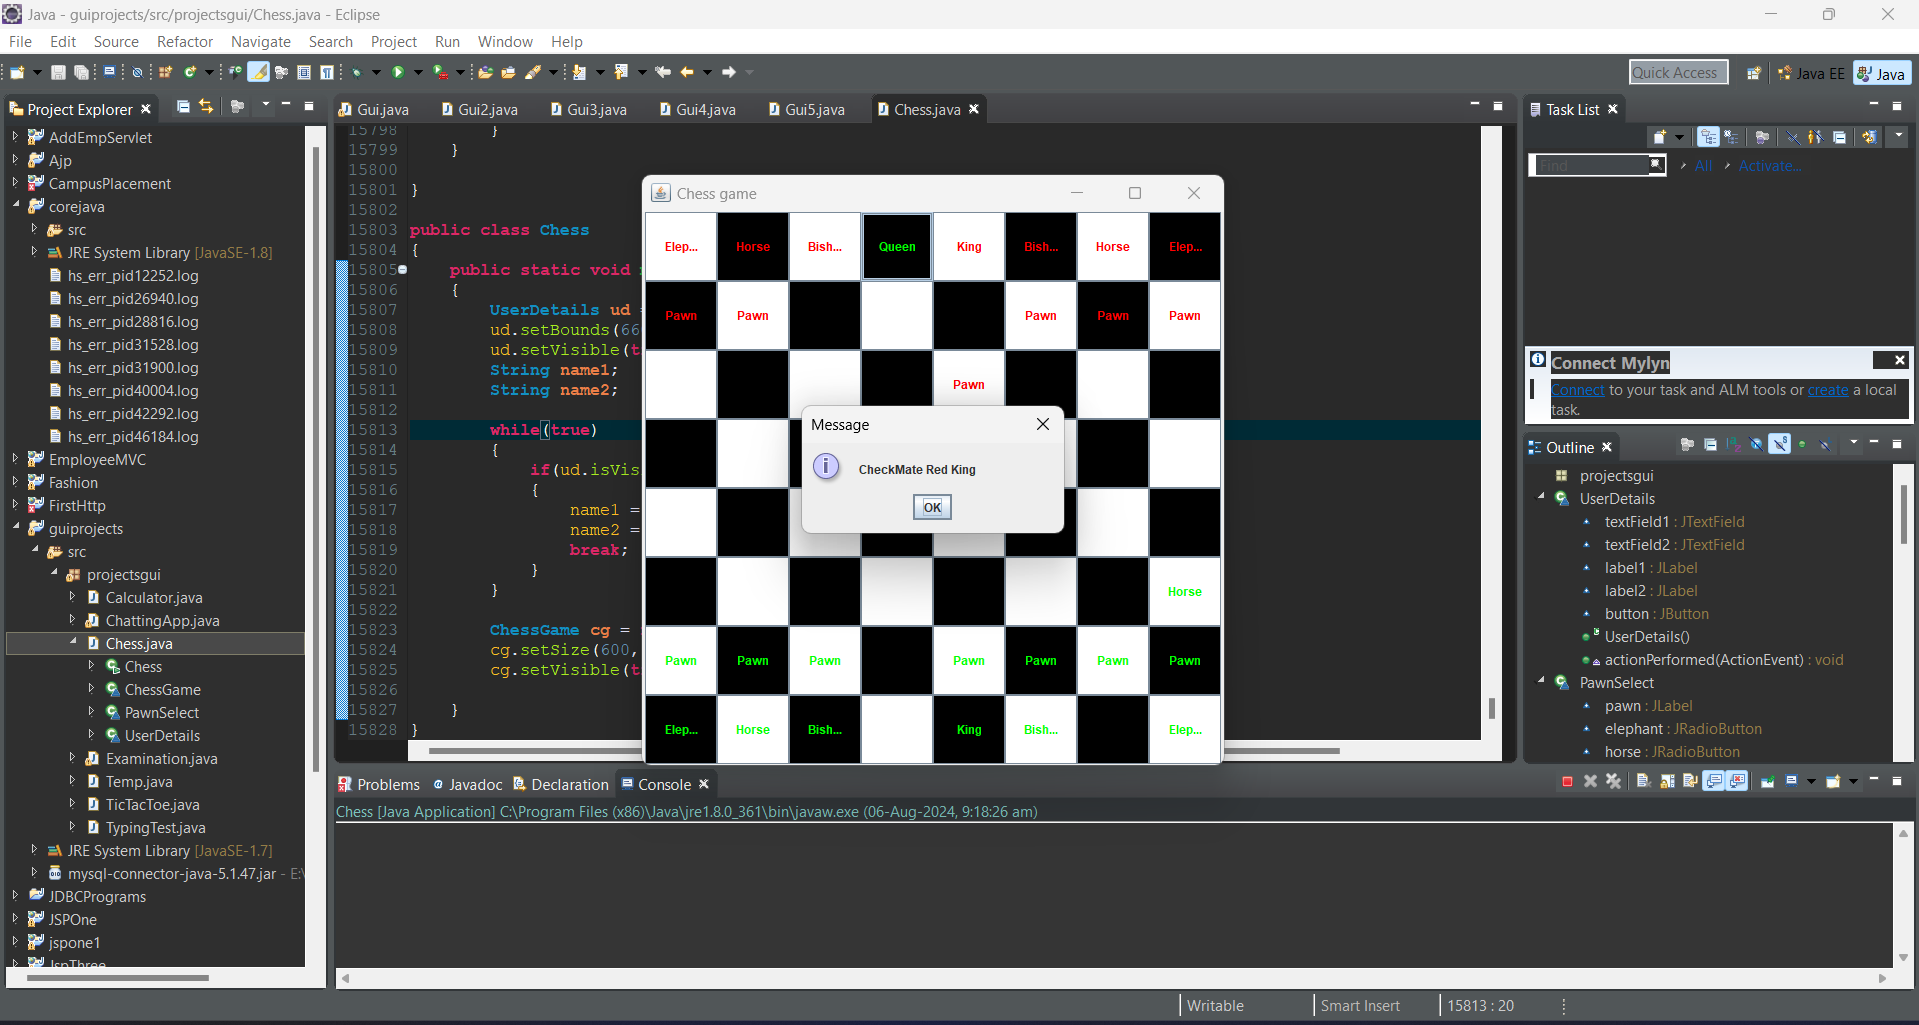 Java - guiprojects/src/projectsgui/Chess.java - Eclipse
File Edit Source Refactor Navigate Search Project Run Window Help
Quick Access Java EE Java
Project Explorer
AddEmpServlet
Ajp
CampusPlacement
corejava
src
JRE System Library [JavaSE-1.8]
hs_err_pid12252.log
hs_err_pid26940.log
hs_err_pid28816.log
hs_err_pid31528.log
hs_err_pid31900.log
hs_err_pid40004.log
hs_err_pid42292.log
hs_err_pid46184.log
EmployeeMVC
Fashion
FirstHttp
guiprojects
src
projectsgui
Calculator.java
ChattingApp.java
Chess.java
Chess
ChessGame
PawnSelect
UserDetails
Examination.java
Temp.java
TicTacToe.java
TypingTest.java
JRE System Library [JavaSE-1.7]
mysql-connector-java-5.1.47.jar - E:\
JDBCPrograms
JSPOne
jspone1
JspThree
Gui.java Gui2.java Gui3.java Gui4.java Gui5.java Chess.java
15798 }
15799 }
15800
15801 }
15802
15803 public class Chess
15804 {
15805 public static void
15806 {
15807 UserDetails ud
15808 ud.setBounds(66
15809 ud.setVisible(t
15810 String name1;
15811 String name2;
15812
15813 while(true)
15814 {
15815 if(ud.isVis
15816 {
15817 name1 =
15818 name2 =
15819 break;
15820 }
15821 }
15822
15823 ChessGame cg =
15824 cg.setSize(600,
15825 cg.setVisible(t
15826
15827 }
15828 }
Chess game
Elep... Horse Bish... Queen King Bish... Horse Elep...
Pawn Pawn Pawn Pawn Pawn
Pawn
Message
CheckMate Red King
OK
Horse
Pawn Pawn Pawn Pawn Pawn Pawn Pawn
Elep... Horse Bish... King Bish... Elep...
Task List
Find All Activate...
Connect Mylyn
Connect to your task and ALM tools or create a local
task.
Outline
projectsgui
UserDetails
textField1 : JTextField
textField2 : JTextField
label1 : JLabel
label2 : JLabel
button : JButton
UserDetails()
actionPerformed(ActionEvent) : void
PawnSelect
pawn : JLabel
elephant : JRadioButton
horse : JRadioButton
Problems Javadoc Declaration Console
Chess [Java Application] C:\Program Files (x86)\Java\jre1.8.0_361\bin\javaw.exe (06-Aug-2024, 9:18:26 am)
Writable Smart Insert 15813 : 20